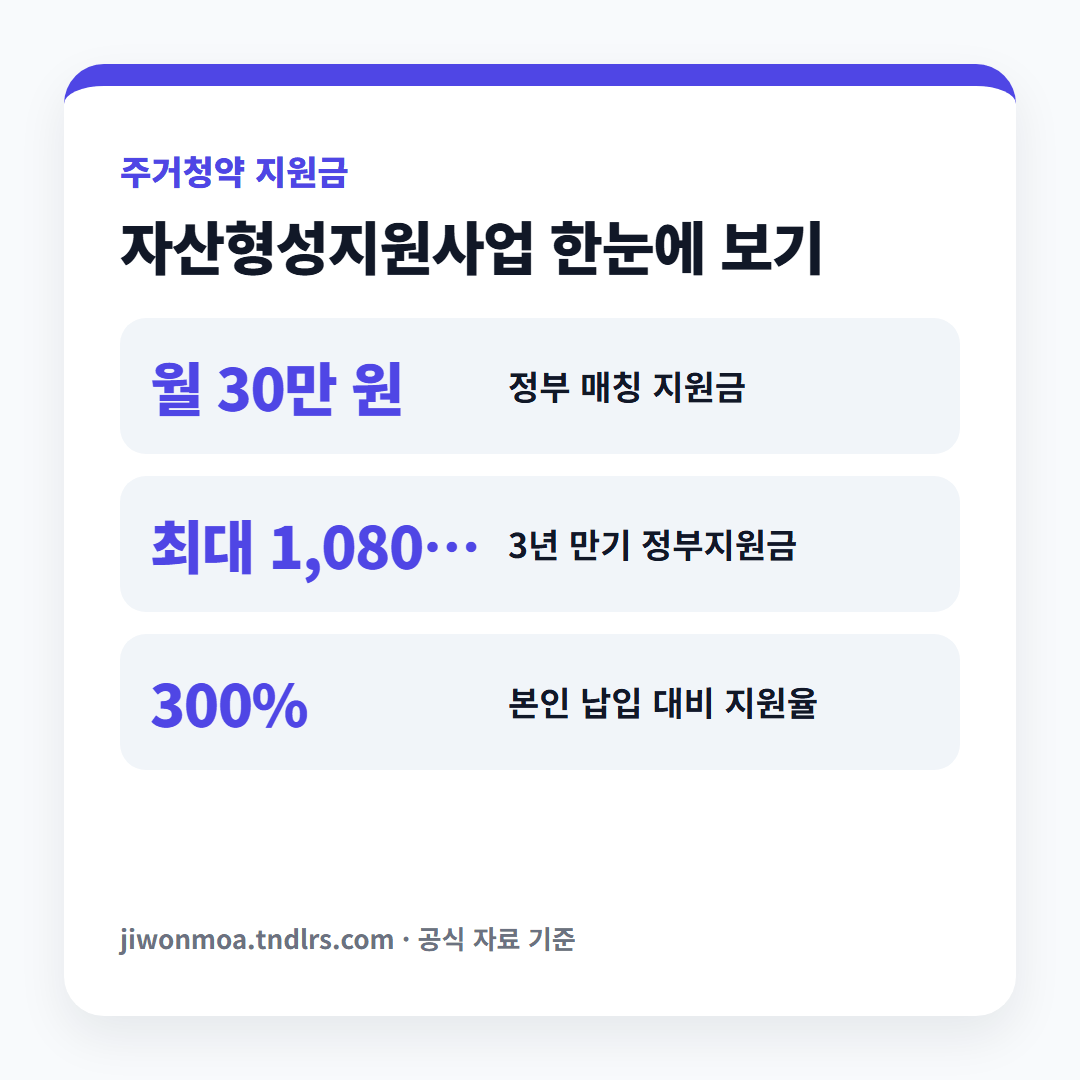 주거청약 지원금
자산형성지원사업 한눈에 보기
월 30만 원 정부 매칭 지원금
최대 1,080… 3년 만기 정부지원금
300% 본인 납입 대비 지원율
jiwonmoa.tndlrs.com · 공식 자료 기준